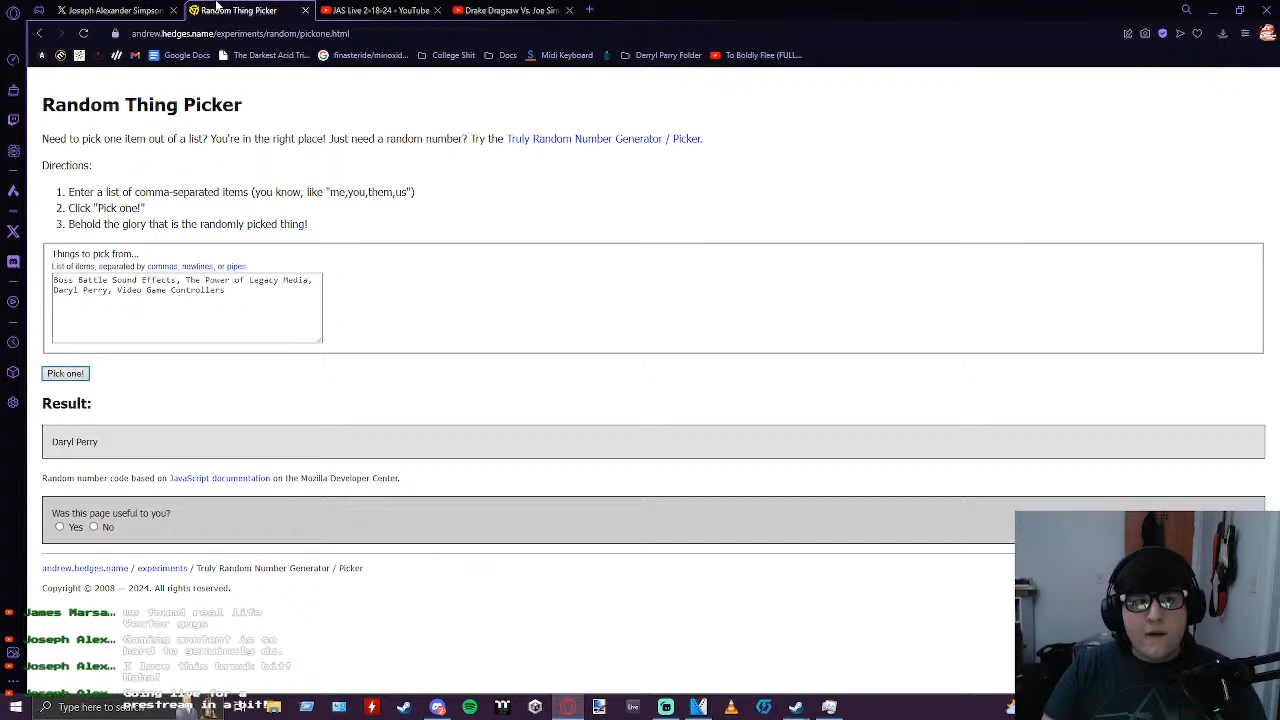 Joseph Alexander Simpson
Random Thing Picker
JAS Live 2-18-24 • YouTube
Drake Dragsaw Vs. Joe Sim
andrew.hedges.name/experiments/random/pickone.html
Google Docs
The Darkest Acid Tri...
finasteride/minoxid...
College Shit
Docs
Midi Keyboard
Derryl Parry Folder
To Boldly Flee (FULL...
Random Thing Picker
Need to pick one item out of a list? You're in the right place! Just need a random number? Try the Truly Random Number Generator / Picker.
Directions:
1. Enter a list of comma-separated items (you know, like "me,you,them,us")
2. Click "Pick one!"
3. Behold the glory that is the randomly picked thing!
Things to pick from...
List of items, separated by commas, newlines, or pipes
Boss Battle Sound Effects, The Power of Legacy Media,
Daryl Perry, Video Game Controllers
Pick one!
Result:
Daryl Perry
Random number code based on JavaScript documentation on the Mozilla Developer Center.
Was this page useful to you?
Yes No
andrew.hedges.name / experiments / Truly Random Number Generator / Picker
Copyright © 2008 — 2024. All rights reserved.
James Marsa… we found real life
Vector guys
Joseph Alex… Gaming content is so
hard to genuinely do.
Joseph Alex… I love this break bit!
Haha!
Joseph Alex… Going live for a
prestream in a bit!
Type here to